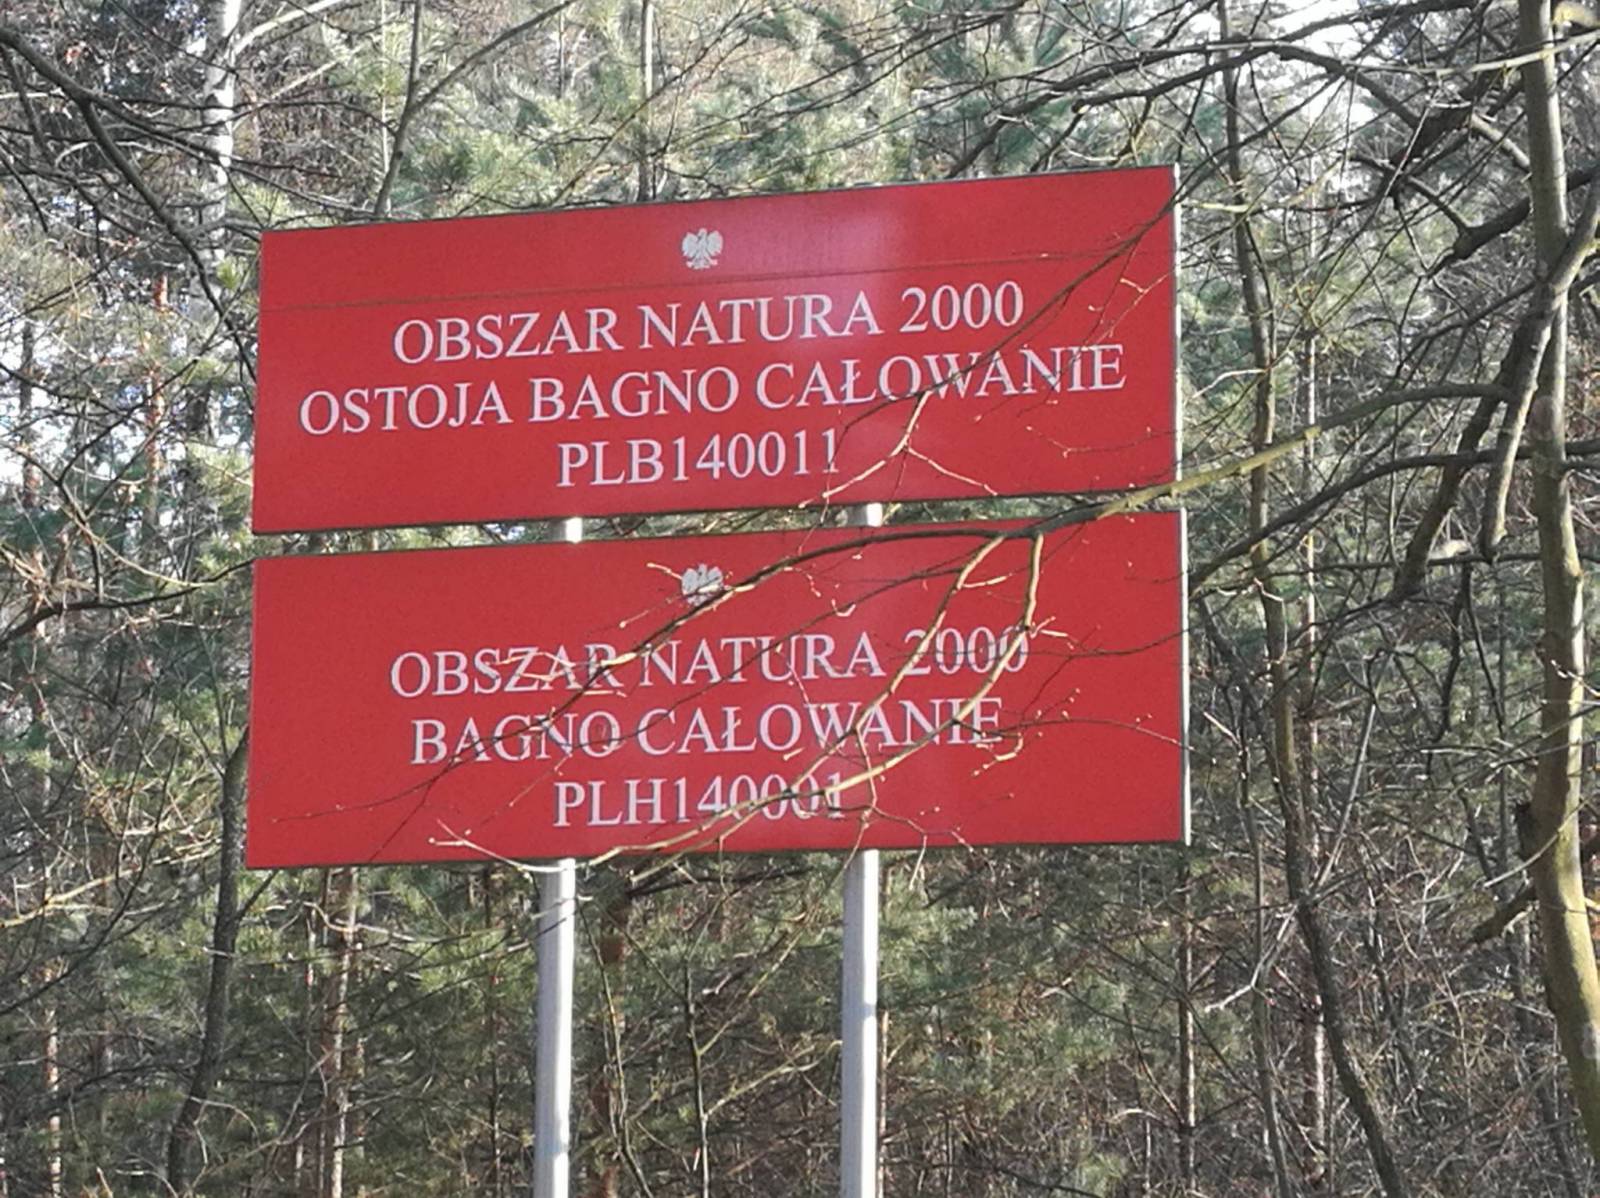 OBSZAR NATURA 2000
OSTOJA BAGNO CAŁOWANIE
PLB140011
OBSZAR NATURA 2000
BAGNO CAŁOWANIE
PLH140001